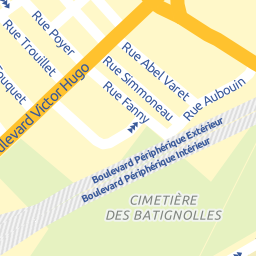 Rue Poyer
Rue Trouillet
Rue Abel Varet
Rue Simmoneau
Rue Fanny
Rue Aubouin
Boulevard Périphérique Extérieur
Boulevard Périphérique Intérieur
Victor Hugo
CIMETIÈRE
DES BATIGNOLLES